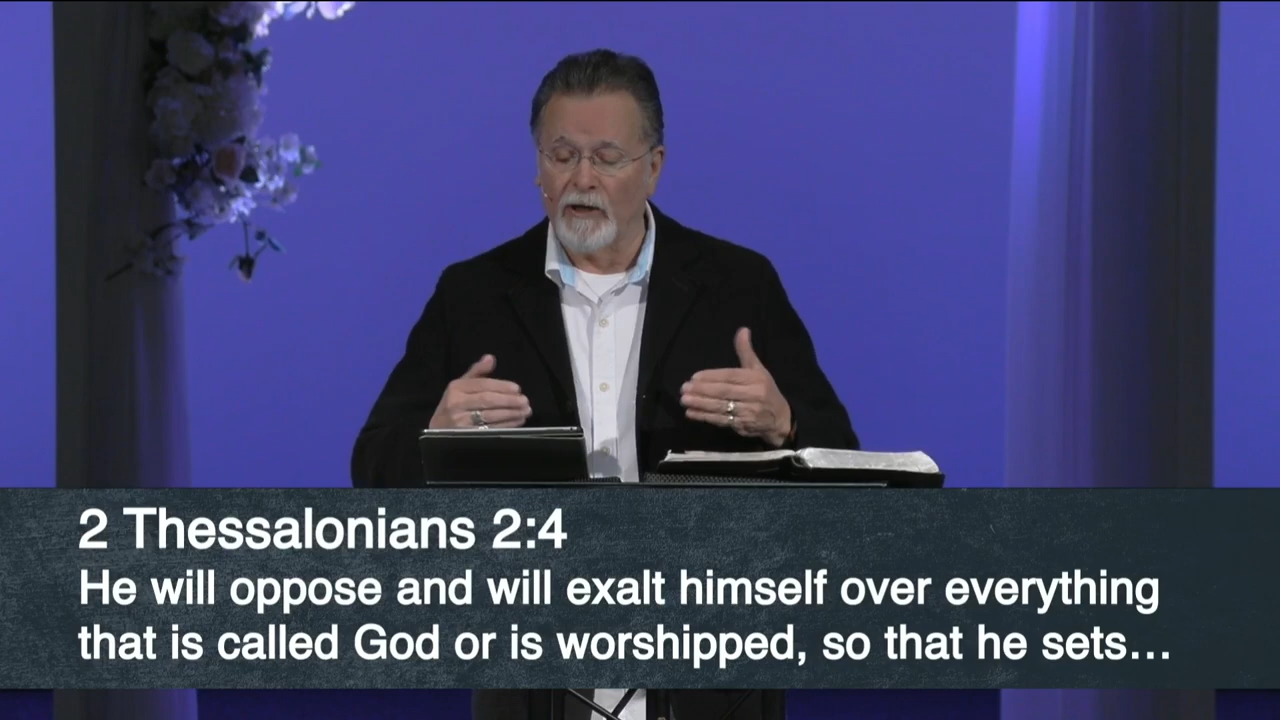 2 Thessalonians 2:4
He will oppose and will exalt himself over everything
that is called God or is worshipped, so that he sets…